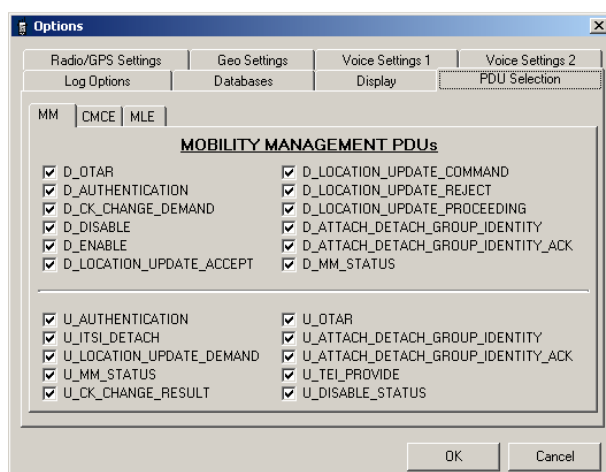 Options
Radio/GPS Settings Geo Settings Voice Settings 1 Voice Settings 2
Log Options Databases Display PDU Selection
MM CMCE MLE
MOBILITY MANAGEMENT PDUs
D_OTAR D_LOCATION_UPDATE_COMMAND
D_AUTHENTICATION D_LOCATION_UPDATE_REJECT
D_CK_CHANGE_DEMAND D_LOCATION_UPDATE_PROCEEDING
D_DISABLE D_ATTACH_DETACH_GROUP_IDENTITY
D_ENABLE D_ATTACH_DETACH_GROUP_IDENTITY_ACK
D_LOCATION_UPDATE_ACCEPT D_MM_STATUS
U_AUTHENTICATION U_OTAR
U_ITSI_DETACH U_ATTACH_DETACH_GROUP_IDENTITY
U_LOCATION_UPDATE_DEMAND U_ATTACH_DETACH_GROUP_IDENTITY_ACK
U_MM_STATUS U_TEI_PROVIDE
U_CK_CHANGE_RESULT U_DISABLE_STATUS
OK Cancel